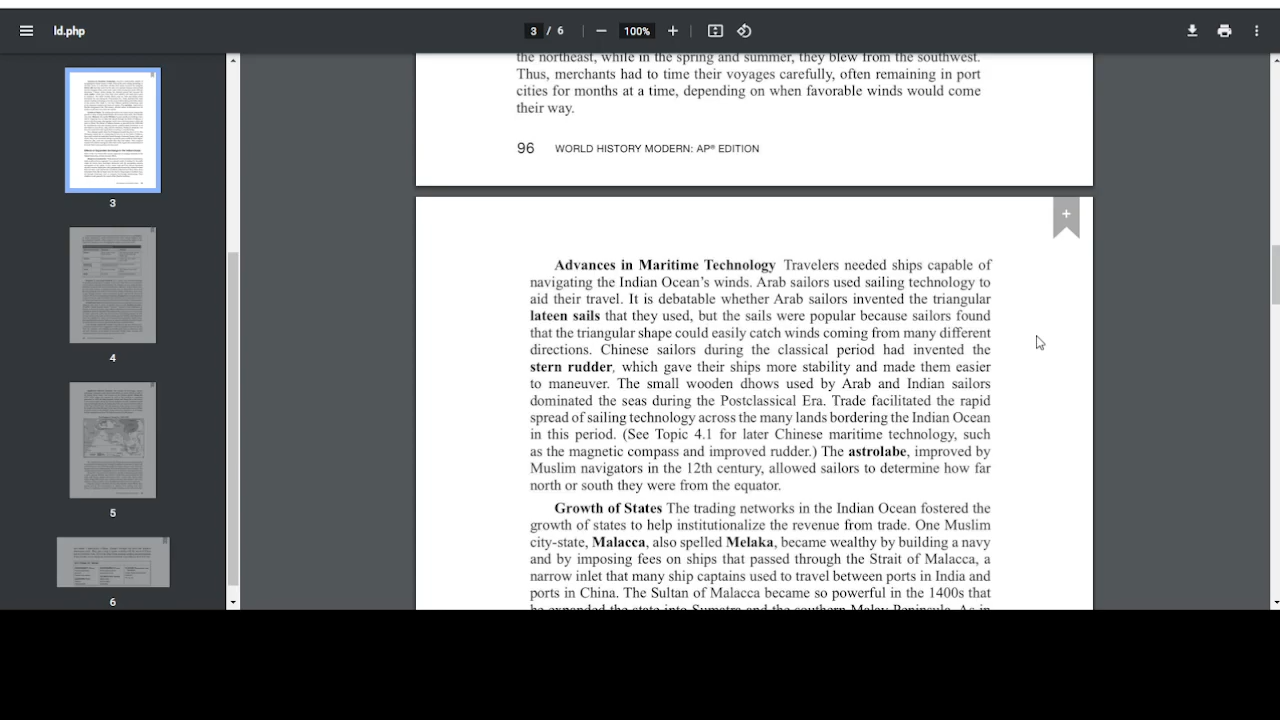 ld.php
3 / 6
100%
the northeast, while in the spring and summer, they blew from the southwest.
Thus, merchants had to time their voyages carefully, often remaining in port
cities for months at a time, depending on when favorable winds would come
their way.
96 WORLD HISTORY MODERN: AP® EDITION
Advances in Maritime Technology Travelers needed ships capable of
navigating the Indian Ocean's winds. Arab sailors used sailing technology to
aid their travel. It is debatable whether Arab sailors invented the triangular
lateen sails that they used, but the sails were popular because sailors found
that the triangular shape could easily catch winds coming from many different
directions. Chinese sailors during the classical period had invented the
stern rudder, which gave their ships more stability and made them easier
to maneuver. The small wooden dhows used by Arab and Indian sailors
dominated the seas during the Postclassical Era. Trade facilitated the rapid
spread of sailing technology across the many lands bordering the Indian Ocean
in this period. (See Topic 4.1 for later Chinese maritime technology, such
as the magnetic compass and improved rudder.) The astrolabe, improved by
Muslim navigators in the 12th century, allowed sailors to determine how far
north or south they were from the equator.
Growth of States The trading networks in the Indian Ocean fostered the
growth of states to help institutionalize the revenue from trade. One Muslim
city-state, Malacca, also spelled Melaka, became wealthy by building a navy
and by imposing fees on ships that passed through the Strait of Malacca, a
narrow inlet that many ship captains used to travel between ports in India and
ports in China. The Sultan of Malacca became so powerful in the 1400s that
he expanded the state into Sumatra and the southern Malay Peninsula. As in
3
4
5
6